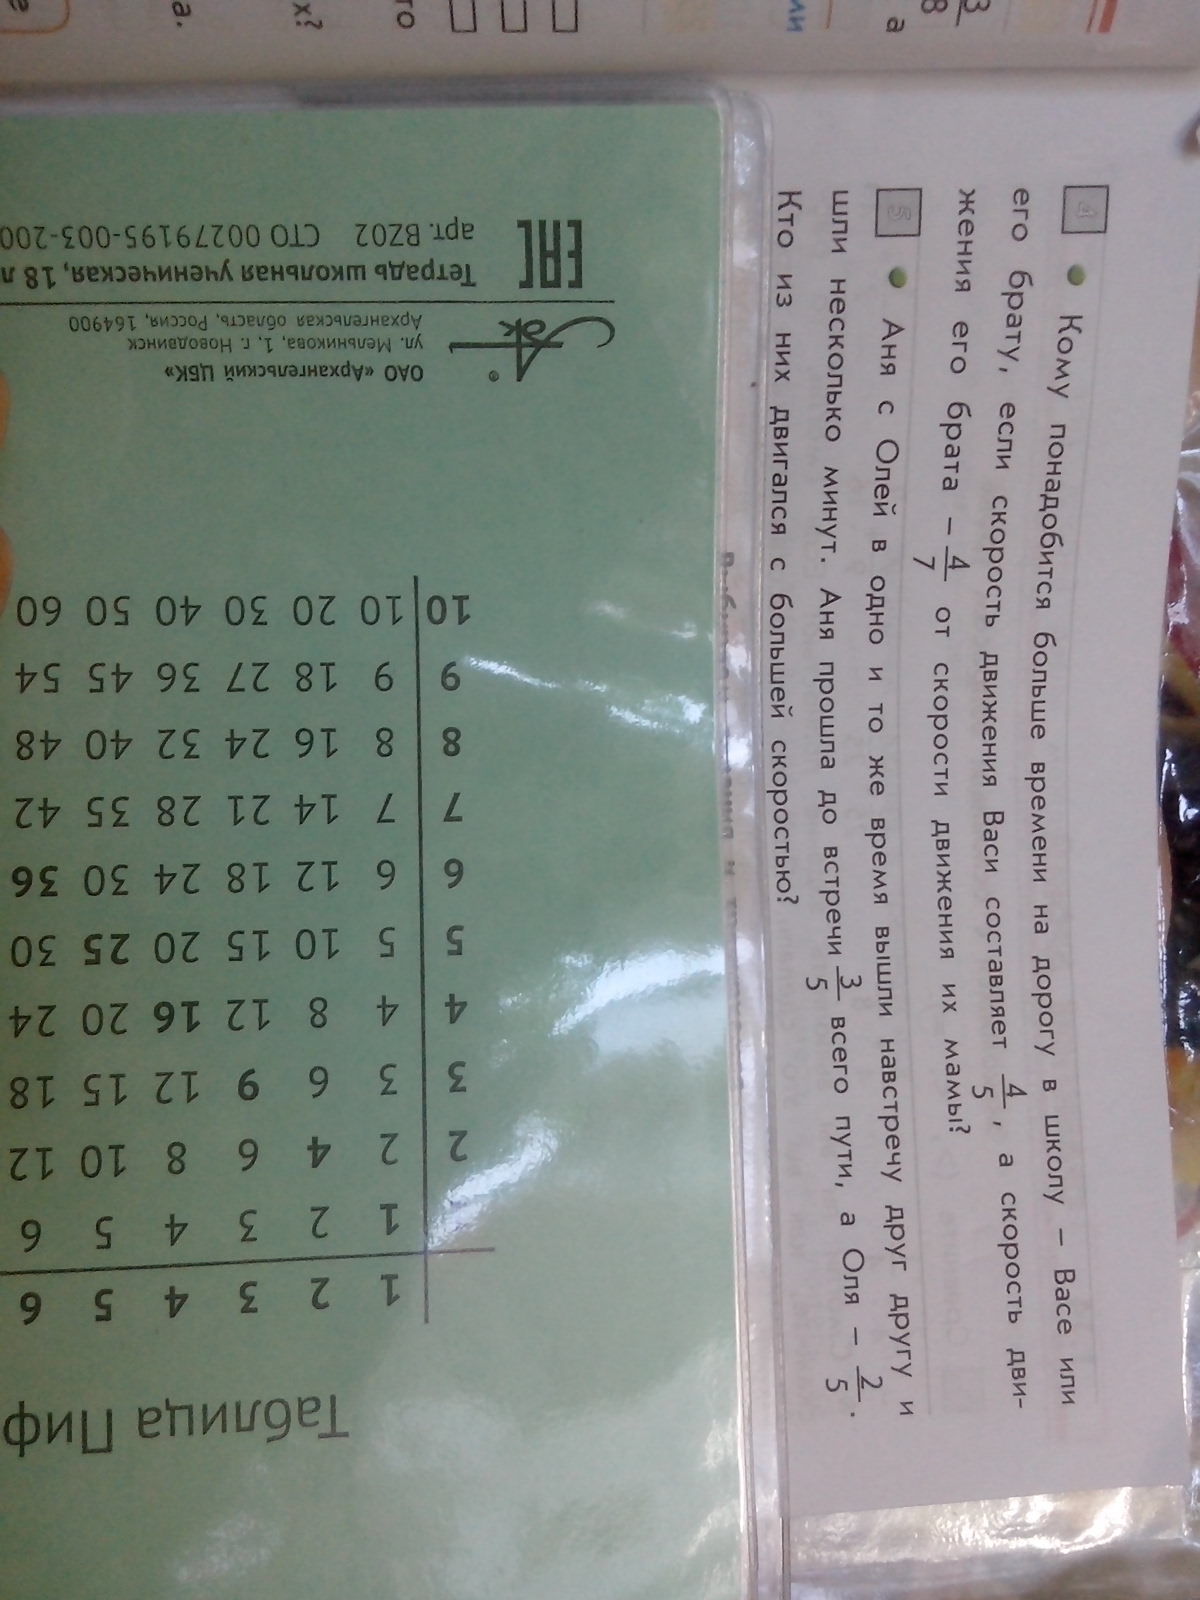 4 • Кому понадобится больше времени на дорогу в школу – Васе или
его брату, если скорость движения Васи составляет 4/5, а скорость дви-
жения его брата – 4/7 от скорости движения их мамы?
5 • Аня с Олей в одно и то же время вышли навстречу друг другу и
шли несколько минут. Аня прошла до встречи 3/5 всего пути, а Оля – 2/5.
Кто из них двигался с большей скоростью?
Таблица Пиф
1 2 3 4 5 6
1 1 2 3 4 5 6
2 2 4 6 8 10 12
3 3 6 9 12 15 18
4 4 8 12 16 20 24
5 5 10 15 20 25 30
6 6 12 18 24 30 36
7 7 14 21 28 35 42
8 8 16 24 32 40 48
9 9 18 27 36 45 54
10 10 20 30 40 50 60
ОАО «Архангельский ЦБК»
ул. Мельникова, 1, г. Новодвинск
Архангельская область, Россия, 164900
Тетрадь школьная ученическая, 18 л
арт. BZ02 СТО 00279195-003-200
EAC
3
8
а
ли
то
х?
а.